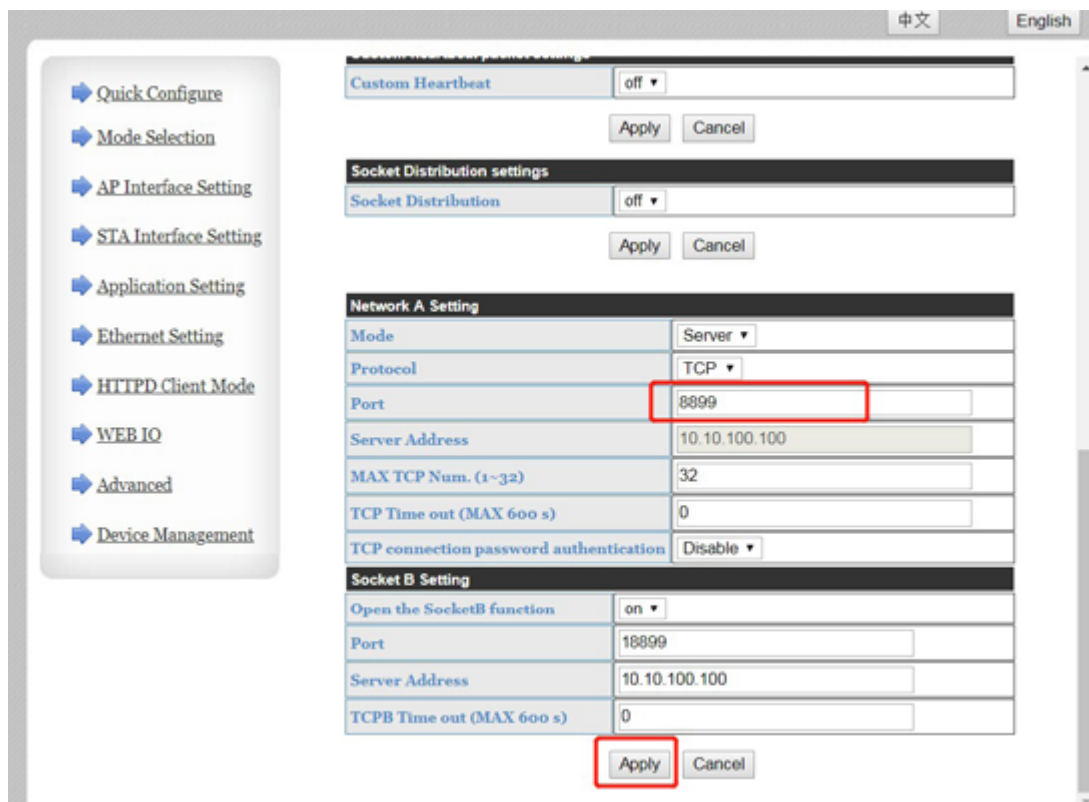 中文 English
Quick Configure
Mode Selection
AP Interface Setting
STA Interface Setting
Application Setting
Ethernet Setting
HTTPD Client Mode
WEB IO
Advanced
Device Management
Custom Heartbeat off
Apply Cancel
Socket Distribution settings
Socket Distribution off
Apply Cancel
Network A Setting
Mode Server
Protocol TCP
Port 8899
Server Address 10.10.100.100
MAX TCP Num. (1~32) 32
TCP Time out (MAX 600 s) 0
TCP connection password authentication Disable
Socket B Setting
Open the SocketB function on
Port 18899
Server Address 10.10.100.100
TCPB Time out (MAX 600 s) 0
Apply Cancel